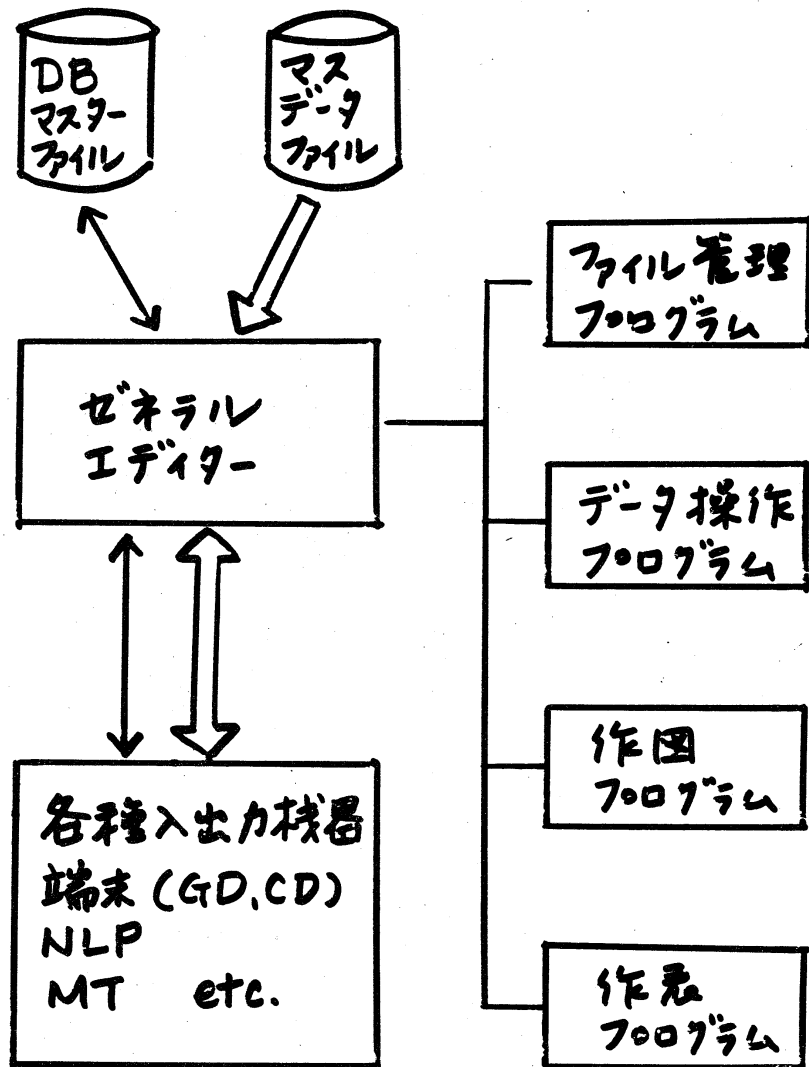 DB
マスター
ファイル
マス
データ
ファイル
ゼネラル
エディター
各種入出力機器
端末(GD,CD)
NLP
MT etc.
ファイル管理
プログラム
データ操作
プログラム
作図
プログラム
作表
プログラム